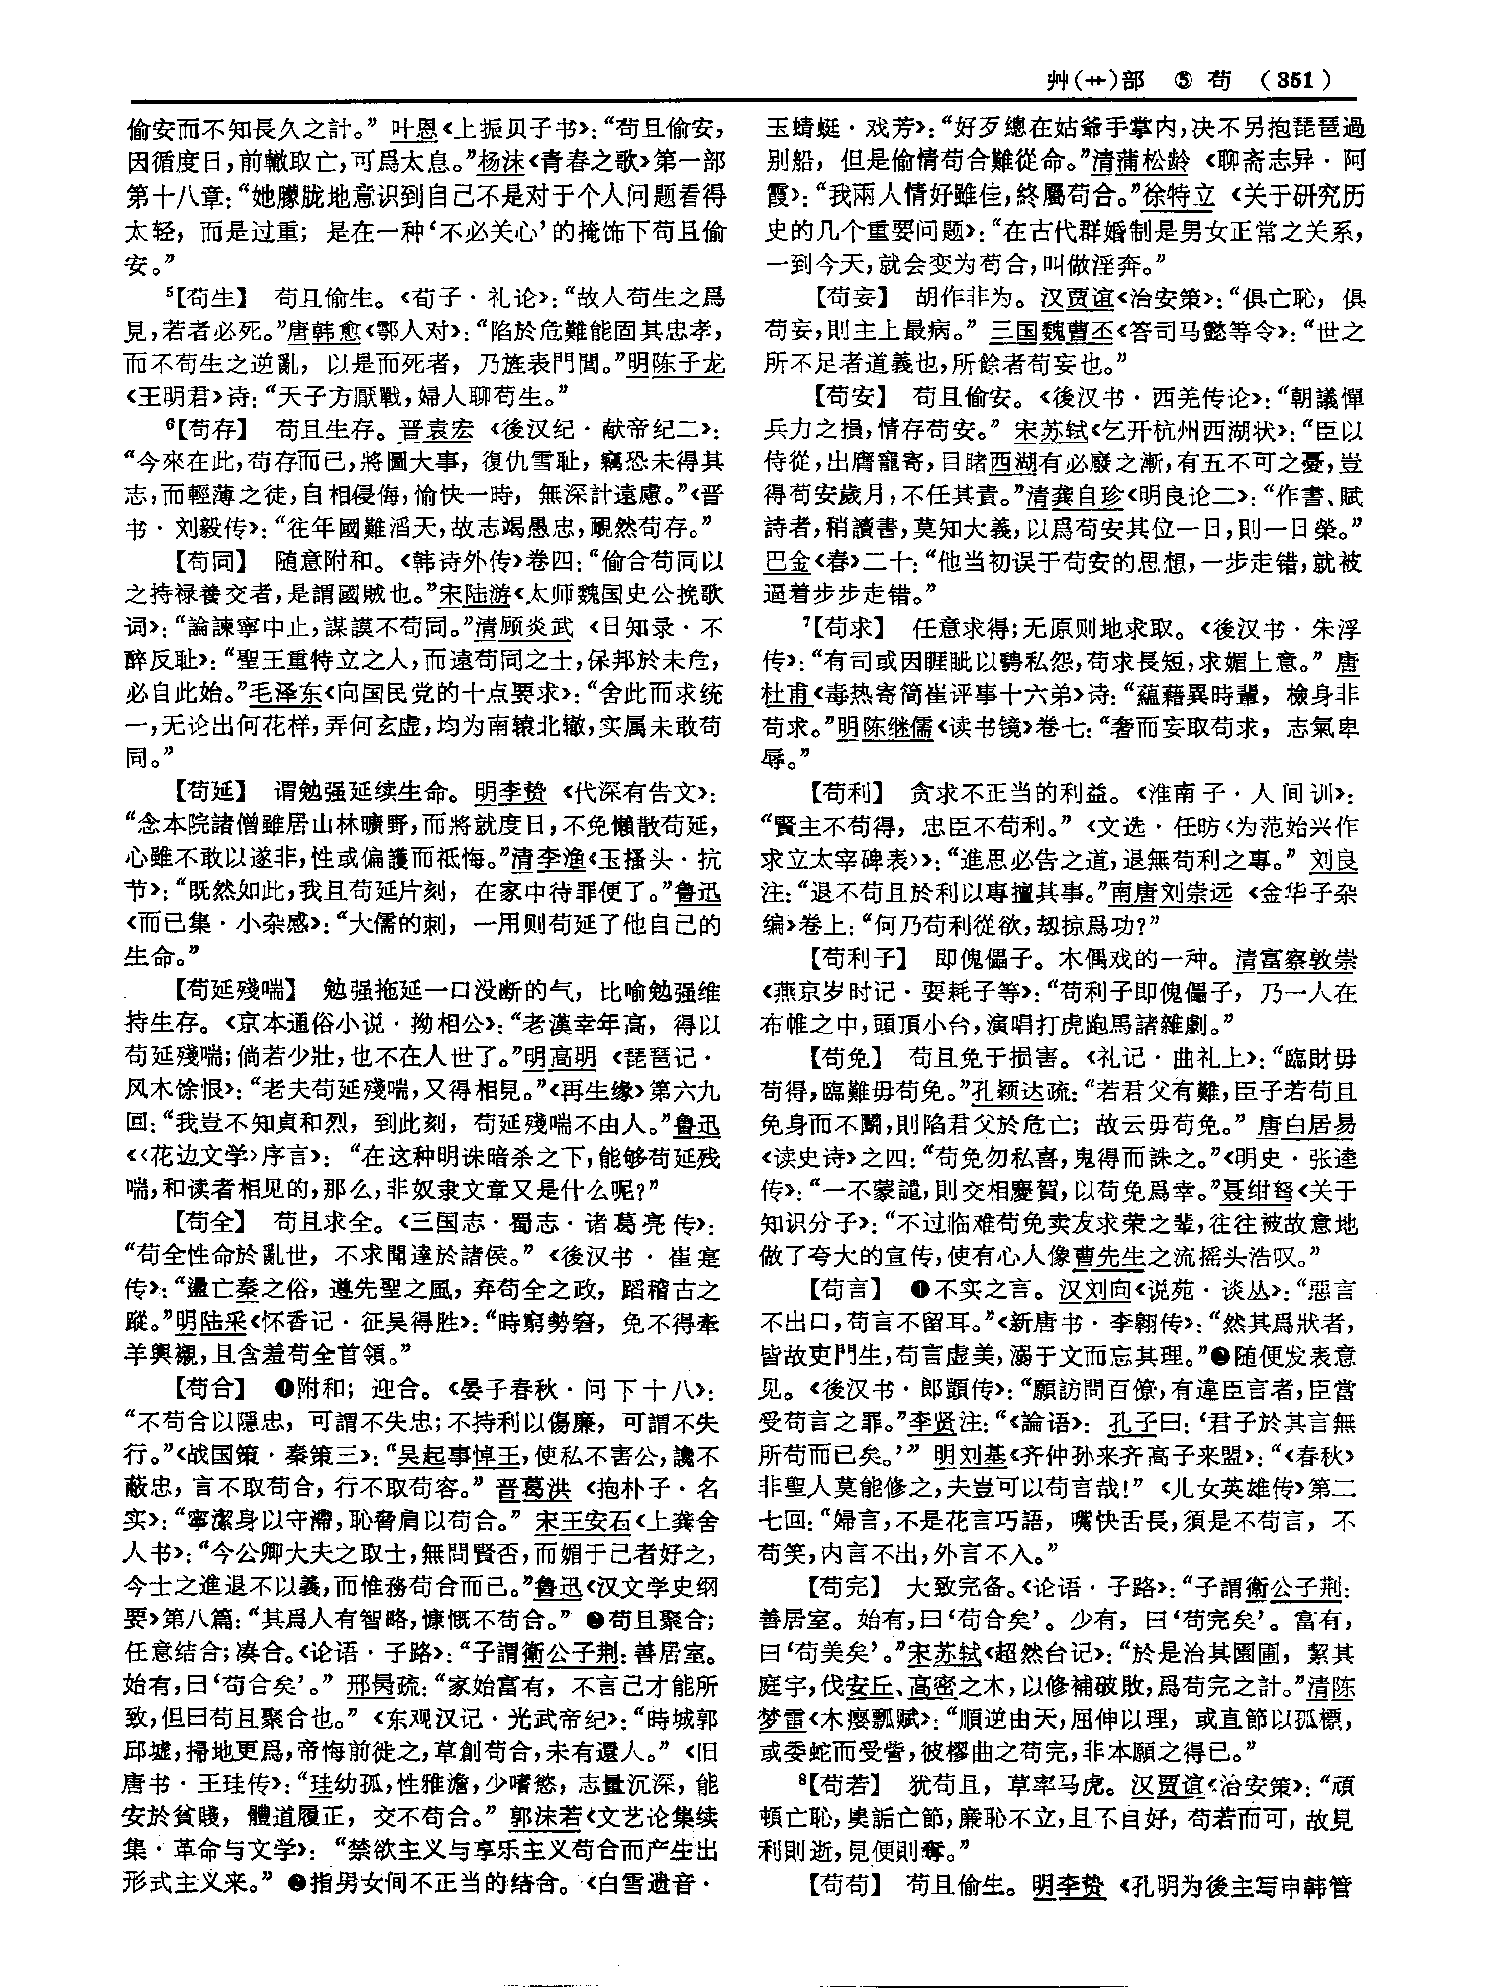 艸(艹)部 ⑤ 苟 (351)
偷安而不知長久之計。”叶恩《上振贝子书》：“苟且偷安，
因循度日，前轍取亡，可爲太息。”杨沫《青春之歌》第一部
第十八章：“她朦胧地意识到自己不是对于个人问题看得
太轻，而是过重；是在一种‘不必关心’的掩饰下苟且偷
安。”
⁵【苟生】 苟且偷生。《荀子·礼论》：“故人苟生之爲
見，若者必死。”唐韩愈《鄠人对》：“陷於危難能固其忠孝，
而不苟生之逆亂，以是而死者，乃旌表門閭。”明陈子龙
《王明君》诗：“天子方厭戰，婦人聊苟生。”
⁶【苟存】 苟且生存。晋袁宏《後汉纪·献帝纪二》：
“今來在此，苟存而已，將圖大事，復仇雪耻，竊恐未得其
志，而輕薄之徒，自相侵侮，愉快一時，無深計遠慮。”《晋
书·刘毅传》：“往年國難滔天，故志竭愚忠，靦然苟存。”
【苟同】 随意附和。《韩诗外传》卷四：“偷合苟同以
之持禄養交者，是謂國賊也。”宋陆游《太师魏国史公挽歌
词》：“論諫寧中止，謀謨不苟同。”清顾炎武《日知录·不
醉反耻》：“聖王重特立之人，而遠苟同之士，保邦於未危，
必自此始。”毛泽东《向国民党的十点要求》：“舍此而求统
一，无论出何花样，弄何玄虚，均为南辕北辙，实属未敢苟
同。”
【苟延】 谓勉强延续生命。明李贽《代深有告文》：
“念本院諸僧雖居山林曠野，而將就度日，不免懶散苟延，
心雖不敢以遂非，性或偏護而祗悔。”清李渔《玉搔头·抗
节》：“既然如此，我且苟延片刻，在家中待罪便了。”鲁迅
《而已集·小杂感》：“大儒的刺，一用则苟延了他自己的
生命。”
【苟延殘喘】 勉强拖延一口没断的气，比喻勉强维
持生存。《京本通俗小说·拗相公》：“老漢幸年高，得以
苟延殘喘；倘若少壯，也不在人世了。”明高明《琵琶记·
风木馀恨》：“老夫苟延殘喘，又得相見。”《再生缘》第六九
回：“我豈不知貞和烈，到此刻，苟延殘喘不由人。”鲁迅
《〈花边文学〉序言》：“在这种明诛暗杀之下，能够苟延残
喘，和读者相见的，那么，非奴隶文章又是什么呢？”
【苟全】 苟且求全。《三国志·蜀志·诸葛亮传》：
“苟全性命於亂世，不求聞達於諸侯。”《後汉书·崔寔
传》：“盪亡秦之俗，遵先聖之風，弃苟全之政，蹈稽古之
蹤。”明陆采《怀香记·征吴得胜》：“時窮勢窘，免不得牽
羊輿櫬，且含羞苟全首領。”
【苟合】 ❶附和；迎合。《晏子春秋·问下十八》：
“不苟合以隱忠，可謂不失忠；不持利以傷廉，可謂不失
行。”《战国策·秦策三》：“吴起事悼王，使私不害公，讒不
蔽忠，言不取苟合，行不取苟容。”晋葛洪《抱朴子·名
实》：“寧潔身以守滯，恥脅肩以苟合。”宋王安石《上龚舍
人书》：“今公卿大夫之取士，無問賢否，而媚于己者好之，
今士之進退不以義，而惟務苟合而已。”鲁迅《汉文学史纲
要》第八篇：“其爲人有智略，慷慨不苟合。”❷苟且聚合；
任意结合；凑合。《论语·子路》：“子謂衛公子荆：善居室。
始有，曰‘苟合矣’。”邢昺疏：“家始富有，不言己才能所
致，但曰苟且聚合也。”《东观汉记·光武帝纪》：“時城郭
邱墟，掃地更爲，帝悔前徙之，草創苟合，未有還人。”《旧
唐书·王珪传》：“珪幼孤，性雅澹，少嗜慾，志量沉深，能
安於貧賤，體道履正，交不苟合。”郭沫若《文艺论集续
集·革命与文学》：“禁欲主义与享乐主义苟合而产生出
形式主义来。”❸指男女间不正当的结合。《白雪遗音·
玉蜻蜓·戏芳》：“好歹總在姑爺手掌内，决不另抱琵琶過
别船，但是偷情苟合難從命。”清蒲松龄《聊斋志异·阿
霞》：“我兩人情好雖佳，終屬苟合。”徐特立《关于研究历
史的几个重要问题》：“在古代群婚制是男女正常之关系，
一到今天，就会变为苟合，叫做淫奔。”
【苟妄】 胡作非为。汉贾谊《治安策》：“俱亡恥，俱
苟妄，則主上最病。”三国魏曹丕《答司马懿等令》：“世之
所不足者道義也，所餘者苟妄也。”
【苟安】 苟且偷安。《後汉书·西羌传论》：“朝議憚
兵力之損，情存苟安。”宋苏轼《乞开杭州西湖状》：“臣以
侍從，出膺寵寄，目睹西湖有必廢之漸，有五不可之憂，豈
得苟安歲月，不任其責。”清龚自珍《明良论二》：“作書、賦
詩者，稍讀書，莫知大義，以爲苟安其位一日，則一日榮。”
巴金《春》二十：“他当初误于苟安的思想，一步走错，就被
逼着步步走错。”
⁷【苟求】 任意求得；无原则地求取。《後汉书·朱浮
传》：“有司或因睚眦以騁私怨，苟求長短，求媚上意。”唐
杜甫《毒热寄简崔评事十六弟》诗：“藴藉異時輩，檢身非
苟求。”明陈继儒《读书镜》卷七：“奢而妄取苟求，志氣卑
辱。”
【苟利】 贪求不正当的利益。《淮南子·人间训》：
“賢主不苟得，忠臣不苟利。”《文选·任昉〈为范始兴作
求立太宰碑表〉》：“進思必告之道，退無苟利之專。”刘良
注：“退不苟且於利以專擅其事。”南唐刘崇远《金华子杂
编》卷上：“何乃苟利從欲，刼掠爲功？”
【苟利子】 即傀儡子。木偶戏的一种。清富察敦崇
《燕京岁时记·耍耗子等》：“苟利子即傀儡子，乃一人在
布帷之中，頭頂小台，演唱打虎跑馬諸雜劇。”
【苟免】 苟且免于损害。《礼记·曲礼上》：“臨財毋
苟得，臨難毋苟免。”孔颖达疏：“若君父有難，臣子若苟且
免身而不鬭，則陷君父於危亡；故云毋苟免。”唐白居易
《读史诗》之四：“苟免勿私喜，鬼得而誅之。”《明史·张逵
传》：“一不蒙譴，則交相慶賀，以苟免爲幸。”聂绀弩《关于
知识分子》：“不过临难苟免卖友求荣之辈，往往被故意地
做了夸大的宣传，使有心人像曹先生之流摇头浩叹。”
【苟言】 ❶不实之言。汉刘向《说苑·谈丛》：“惡言
不出口，苟言不留耳。”《新唐书·李翱传》：“然其爲狀者，
皆故吏門生，苟言虚美，溺于文而忘其理。”❷随便发表意
见。《後汉书·郎顗传》：“願訪問百僚，有違臣言者，臣當
受苟言之罪。”李贤注：“《論語》：孔子曰：‘君子於其言無
所苟而已矣。’”明刘基《齐仲孙来齐高子来盟》：“《春秋》
非聖人莫能修之，夫豈可以苟言哉！”《儿女英雄传》第二
七回：“婦言，不是花言巧語，嘴快舌長，須是不苟言，不
苟笑，内言不出，外言不入。”
【苟完】 大致完备。《论语·子路》：“子謂衛公子荆：
善居室。始有，曰‘苟合矣’。少有，曰‘苟完矣’。富有，
曰‘苟美矣’。”宋苏轼《超然台记》：“於是治其園圃，絜其
庭宇，伐安丘、高密之木，以修補破敗，爲苟完之計。”清陈
梦雷《木瘿瓢赋》：“順逆由天，屈伸以理，或直節以孤標，
或委蛇而受訾，彼樛曲之苟完，非本願之得已。”
⁸【苟若】 犹苟且，草率马虎。汉贾谊《治安策》：“頑
頓亡恥，奊詬亡節，廉恥不立，且不自好，苟若而可，故見
利則逝，見便則奪。”
【苟苟】 苟且偷生。明李贽《孔明为後主写申韩管